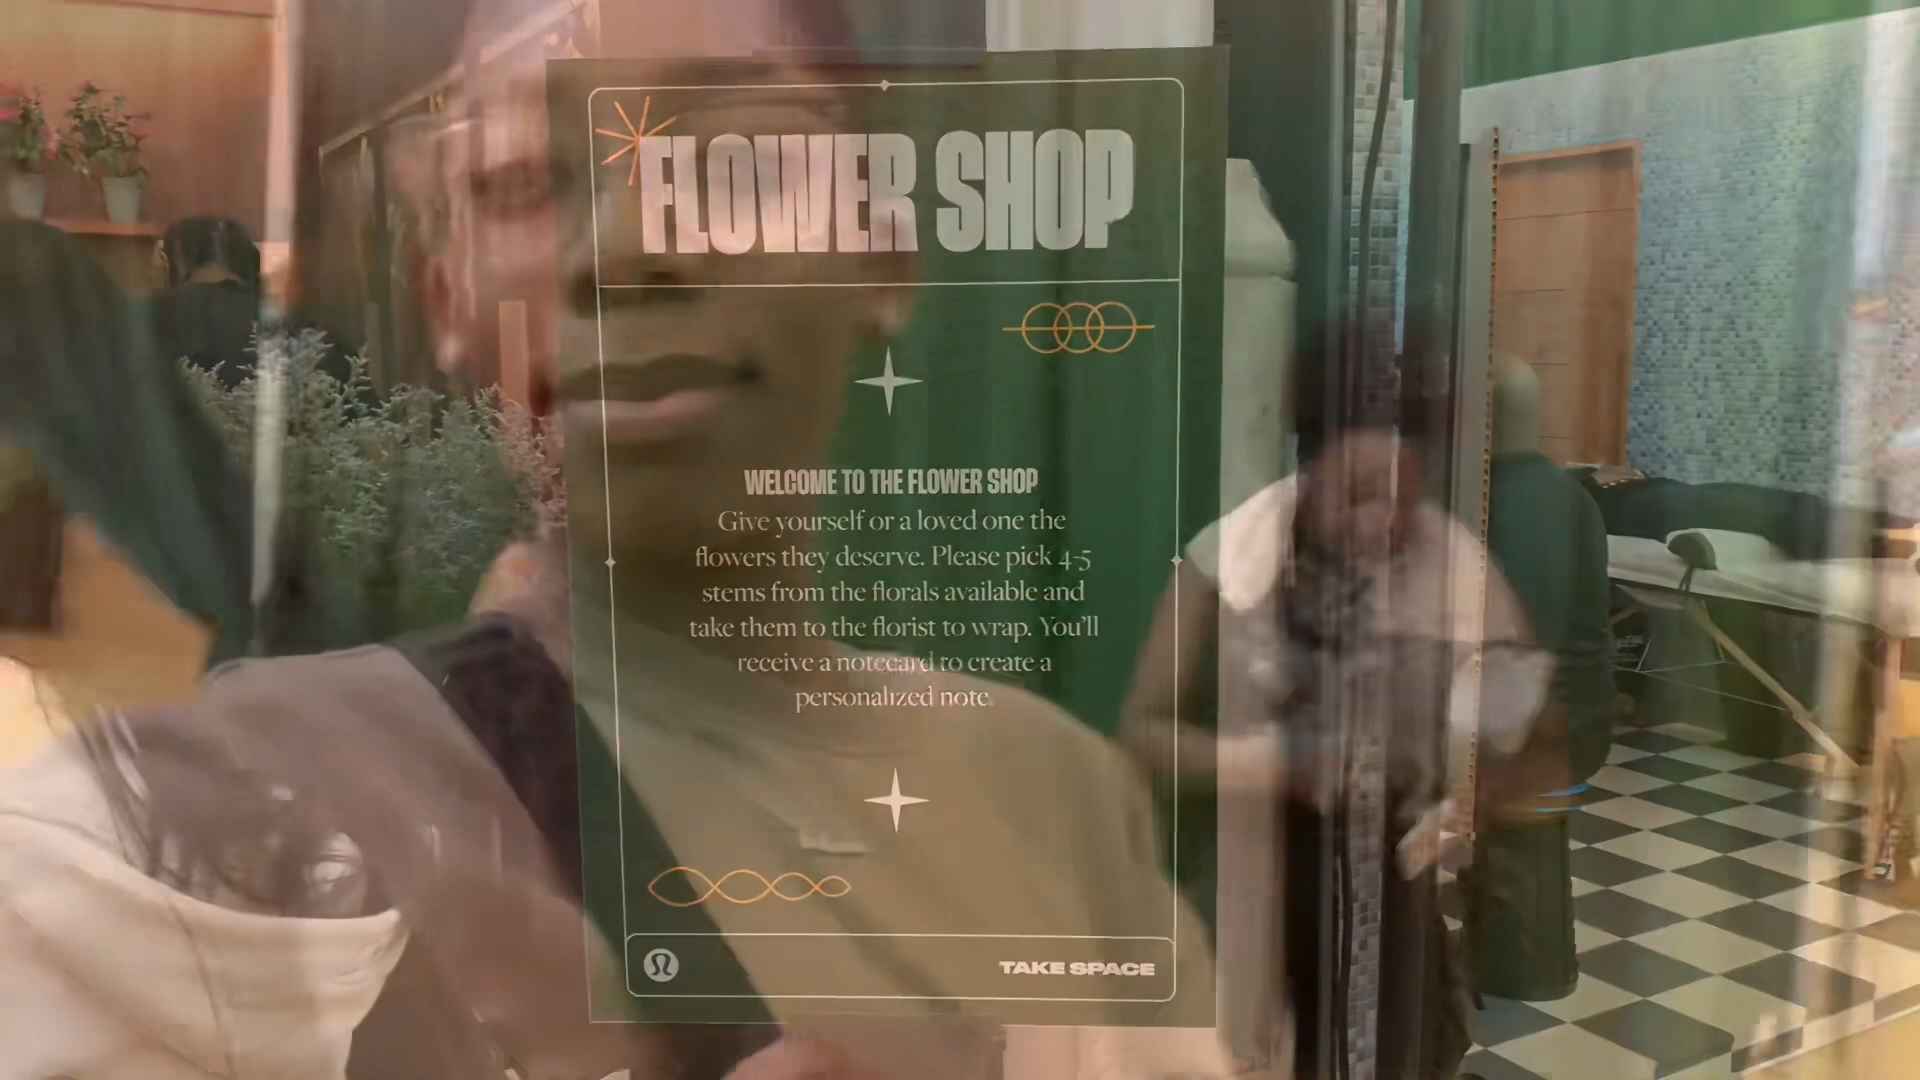 FLOWER SHOP
WELCOME TO THE FLOWER SHOP
Give yourself or a loved one the
flowers they deserve. Please pick 4-5
stems from the florals available and
take them to the florist to wrap. You'll
receive a notecard to create a
personalized note.
TAKE SPACE